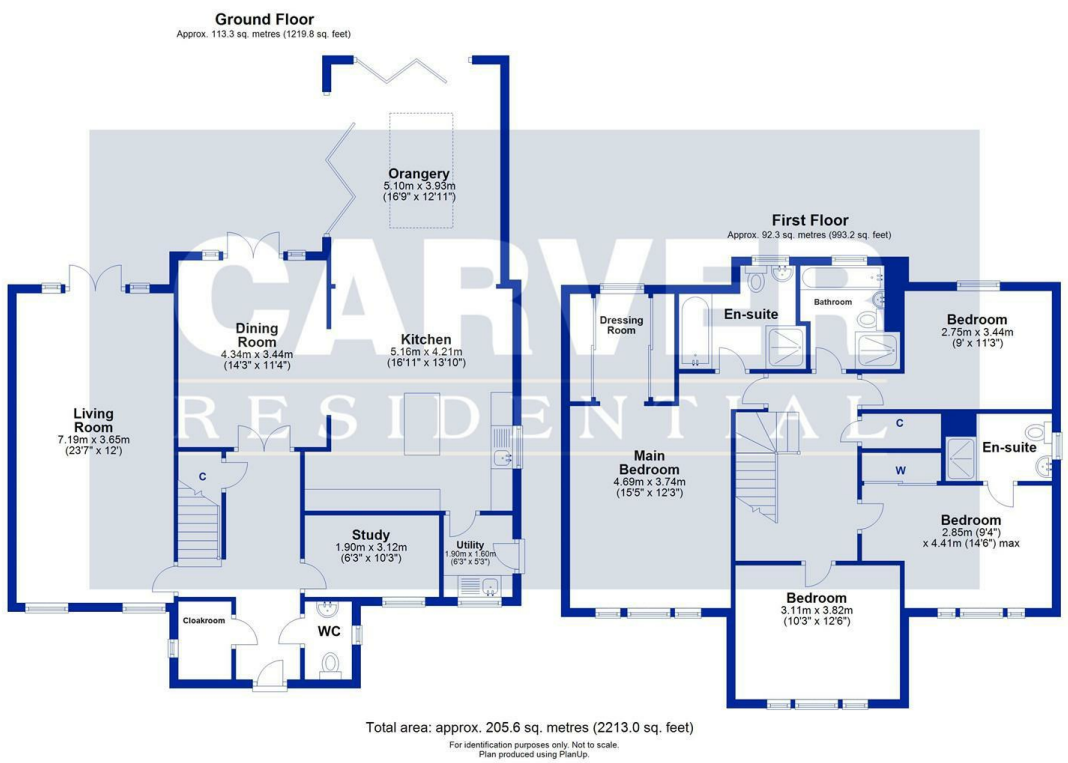 Ground Floor
Approx. 113.3 sq. metres (1219.8 sq. feet)
Orangery
5.10m x 3.93m
(16'9" x 12'11")
Dining
Room
4.34m x 3.44m
(14'3" x 11'4")
Kitchen
5.16m x 4.21m
(16'11" x 13'10")
Living
Room
7.19m x 3.65m
(23'7" x 12')
C
Study
1.90m x 3.12m
(6'3" x 10'3")
Utility
1.90m x 1.60m
(6'3" x 5'3")
Cloakroom
WC
First Floor
Approx. 92.3 sq. metres (993.2 sq. feet)
Dressing
Room
En-suite
Bathroom
Bedroom
2.75m x 3.44m
(9' x 11'3")
C
Main
Bedroom
4.69m x 3.74m
(15'5" x 12'3")
W
En-suite
Bedroom
2.85m (9'4")
x 4.41m (14'6") max
Bedroom
3.11m x 3.82m
(10'3" x 12'6")
CARVER
RESIDENTIAL
Total area: approx. 205.6 sq. metres (2213.0 sq. feet)
For identification purposes only. Not to scale.
Plan produced using PlanUp.